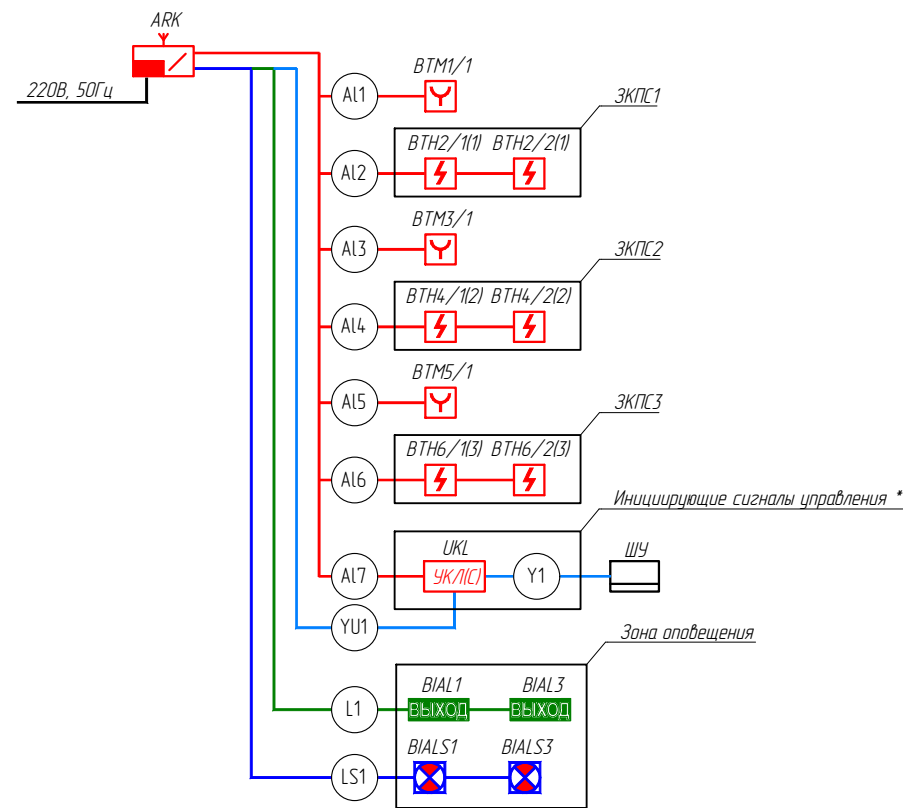 ARK
220В, 50Гц
Al1
BTM1/1
ЗКПС1
Al2
BTH2/1(1) BTH2/2(1)
Al3
BTM3/1
ЗКПС2
Al4
BTH4/1(2) BTH4/2(2)
Al5
BTM5/1
ЗКПС3
Al6
BTH6/1(3) BTH6/2(3)
Инициирующие сигналы управления *
Al7
UKL
УКЛ(С)
Y1
ШУ
YU1
Зона оповещения
L1
BIAL1 BIAL3
ВЫХОД ВЫХОД
LS1
BIALS1 BIALS3